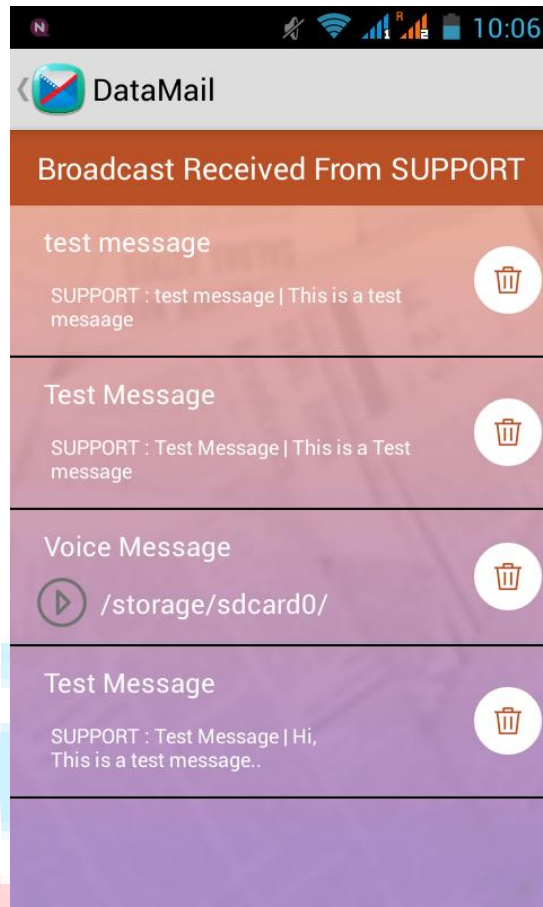 N
R
1
2
10:06
DataMail
Broadcast Received From SUPPORT
test message
SUPPORT : test message | This is a test
mesaage
Test Message
SUPPORT : Test Message | This is a Test
message
Voice Message
/storage/sdcard0/
Test Message
SUPPORT : Test Message | Hi,
This is a test message..